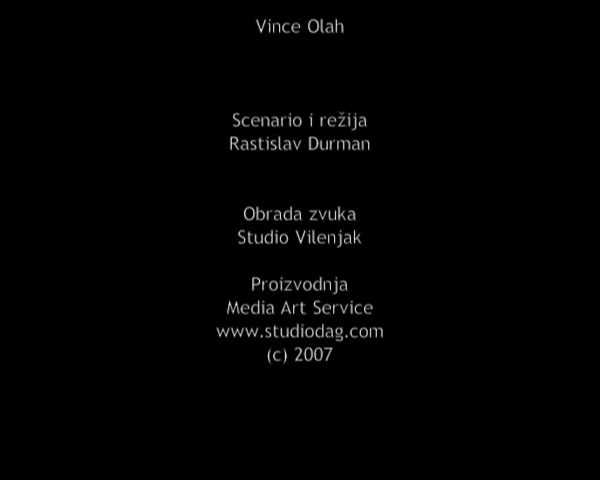 Vince Olah
Scenario i režija
Rastislav Durman
Obrada zvuka
Studio Vilenjak
Proizvodnja
Media Art Service
www.studiodag.com
(c) 2007